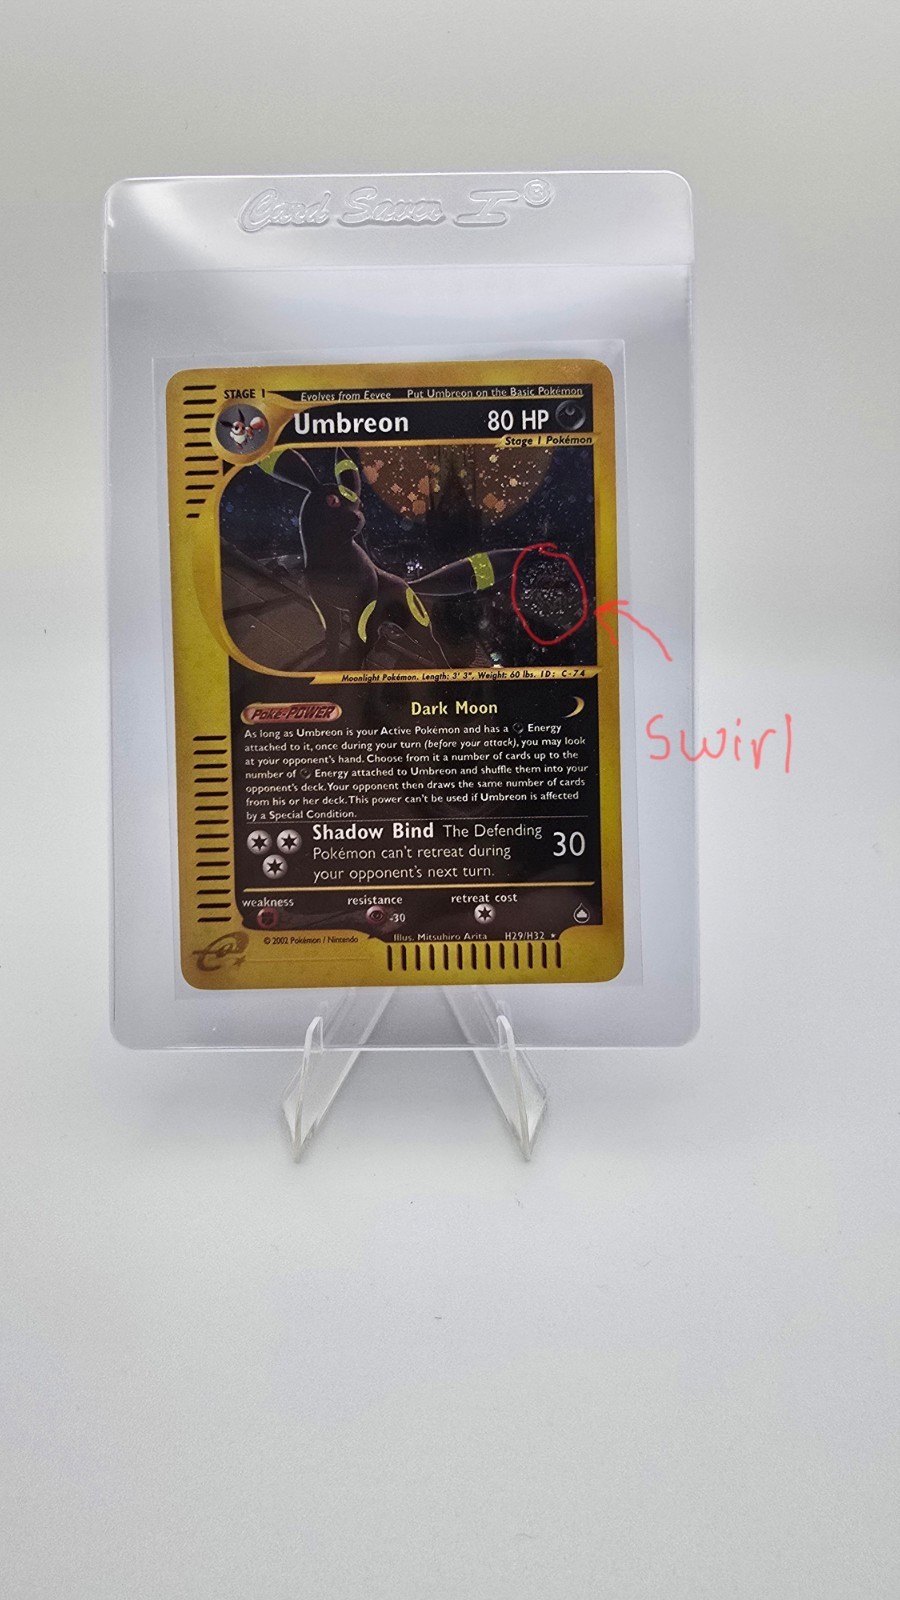 Card Saver I®
STAGE 1
Evolves from Eevee Put Umbreon on the Basic Pokémon
Umbreon 80 HP
Stage 1 Pokémon
Swirl
Moonlight Pokémon. Length: 3' 3", Weight: 60 lbs. ID: C-74
Poké-POWER Dark Moon
As long as Umbreon is your Active Pokémon and has a Energy
attached to it, once during your turn (before your attack), you may look
at your opponent's hand. Choose from it a number of cards up to the
number of Energy attached to Umbreon and shuffle them into your
opponent's deck. Your opponent then draws the same number of cards
from his or her deck. This power can't be used if Umbreon is affected
by a Special Condition.
Shadow Bind The Defending
Pokémon can't retreat during
your opponent's next turn.
30
weakness resistance retreat cost
-30
Illus. Mitsuhiro Arita H29/H32 ★
© 2002 Pokémon / Nintendo
e